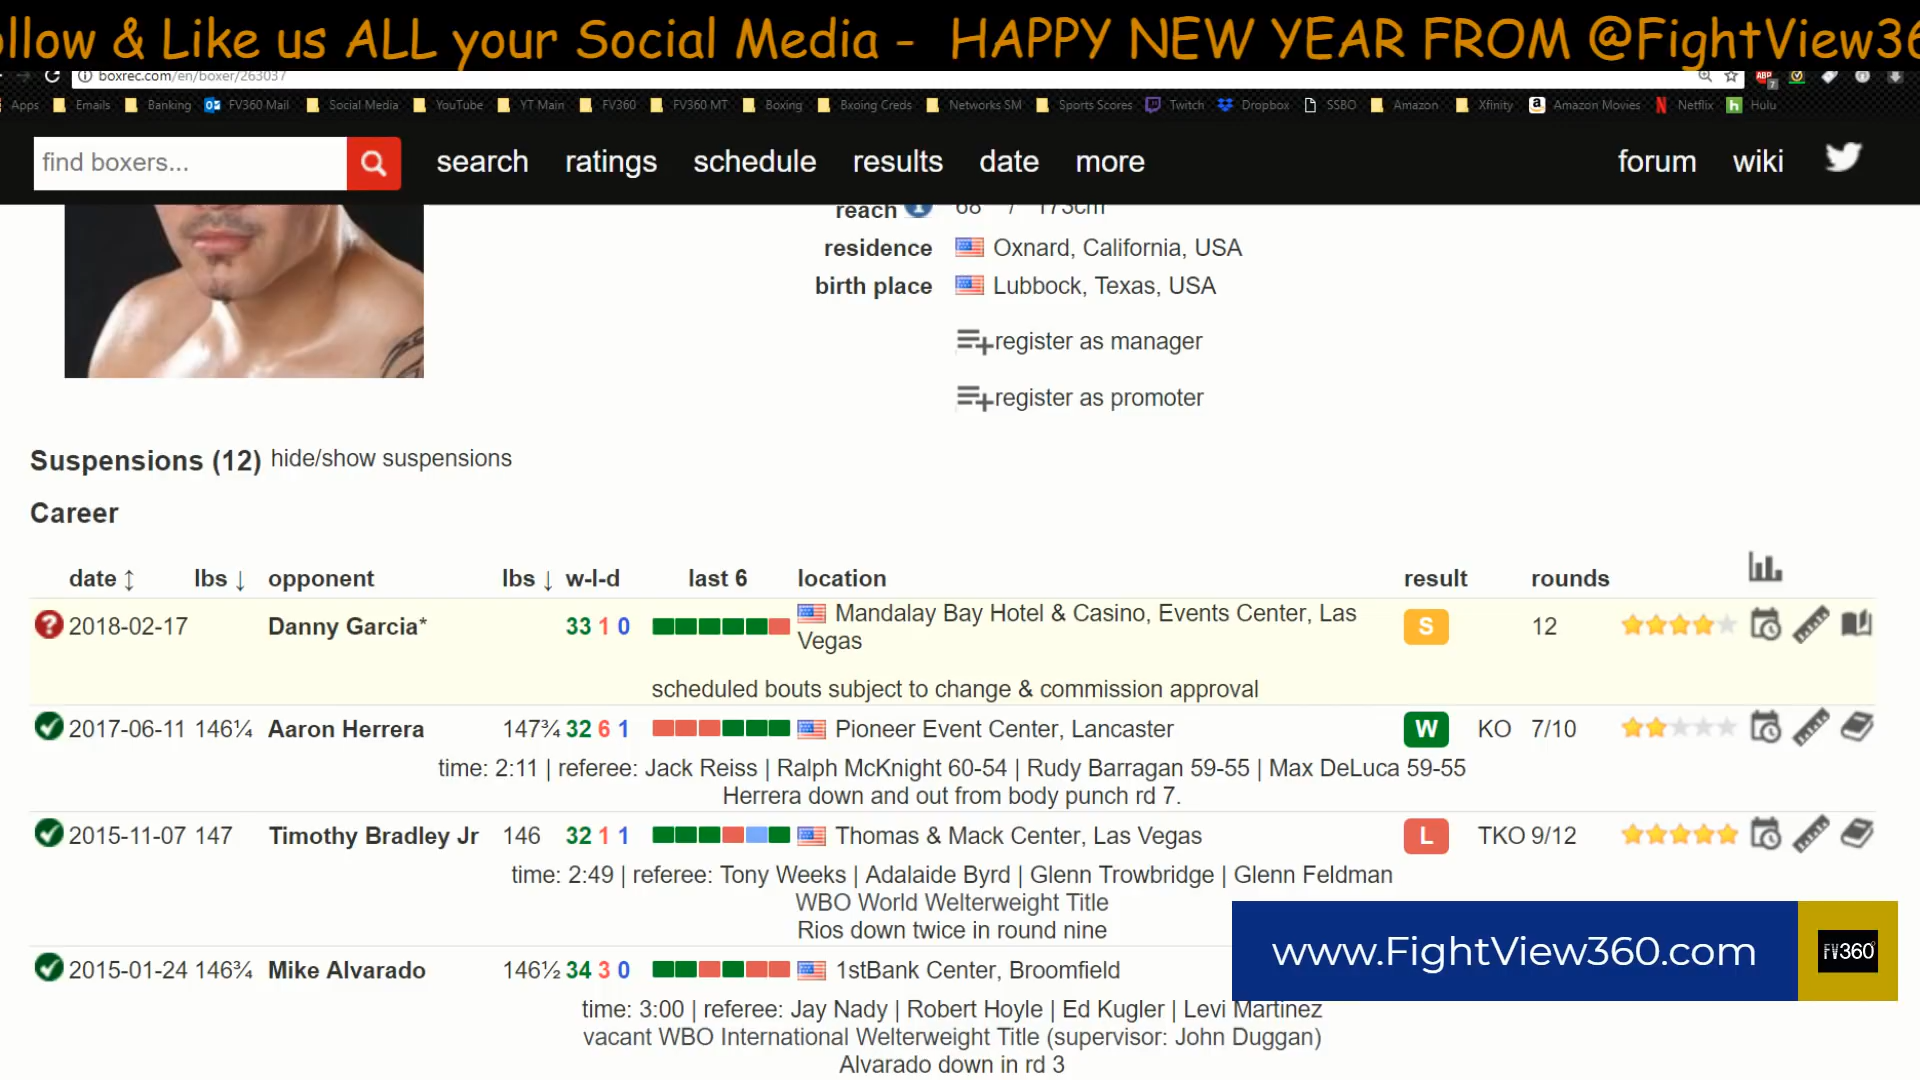 ollow & Like us ALL your Social Media - HAPPY NEW YEAR FROM @FightView36
boxrec.com/en/boxer/263037
Apps Emails Banking FV360 Mail Social Media YouTube YT Main FV360 FV360 MT Boxing Bxoing Creds Networks SM Sports Scores Twitch Dropbox SSBO Amazon Xfinity Amazon Movies Netflix Hulu
find boxers... search ratings schedule results date more forum wiki
reach 68 / 173cm
residence Oxnard, California, USA
birth place Lubbock, Texas, USA
register as manager
register as promoter
Suspensions (12) hide/show suspensions
Career
date ↕ lbs ↓ opponent lbs ↓ w-l-d last 6 location result rounds
2018-02-17 Danny Garcia* 33 1 0 Mandalay Bay Hotel & Casino, Events Center, Las Vegas S 12
scheduled bouts subject to change & commission approval
2017-06-11 146¼ Aaron Herrera 147¾ 32 6 1 Pioneer Event Center, Lancaster W KO 7/10
time: 2:11 | referee: Jack Reiss | Ralph McKnight 60-54 | Rudy Barragan 59-55 | Max DeLuca 59-55
Herrera down and out from body punch rd 7.
2015-11-07 147 Timothy Bradley Jr 146 32 1 1 Thomas & Mack Center, Las Vegas L TKO 9/12
time: 2:49 | referee: Tony Weeks | Adalaide Byrd | Glenn Trowbridge | Glenn Feldman
WBO World Welterweight Title
Rios down twice in round nine
2015-01-24 146¾ Mike Alvarado 146½ 34 3 0 1stBank Center, Broomfield
time: 3:00 | referee: Jay Nady | Robert Hoyle | Ed Kugler | Levi Martinez
vacant WBO International Welterweight Title (supervisor: John Duggan)
Alvarado down in rd 3
www.FightView360.com FV360